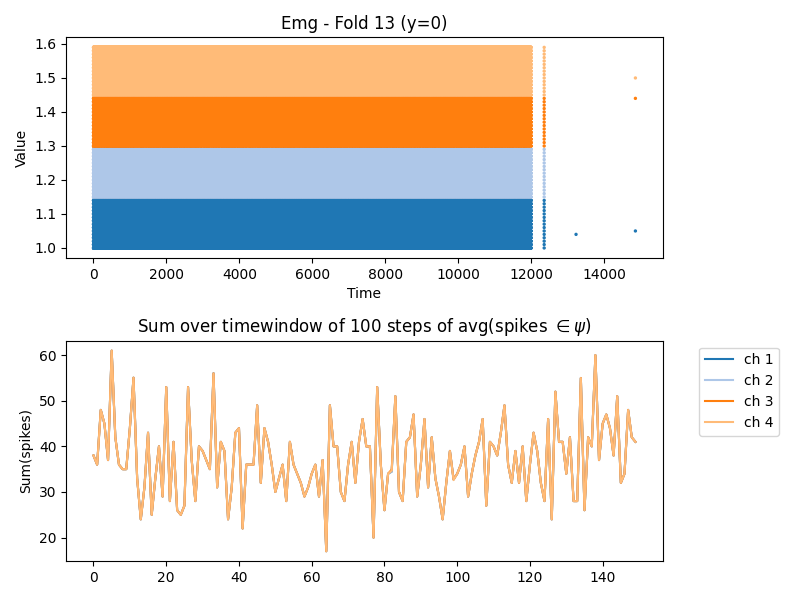 Emg - Fold 13 (y=0)
1.6
1.5
1.4
1.3
1.2
1.1
1.0
Value
0 2000 4000 6000 8000 10000 12000 14000
Time
Sum over timewindow of 100 steps of avg(spikes ∈ ψ)
60
50
40
30
20
Sum(spikes)
0 20 40 60 80 100 120 140
ch 1
ch 2
ch 3
ch 4